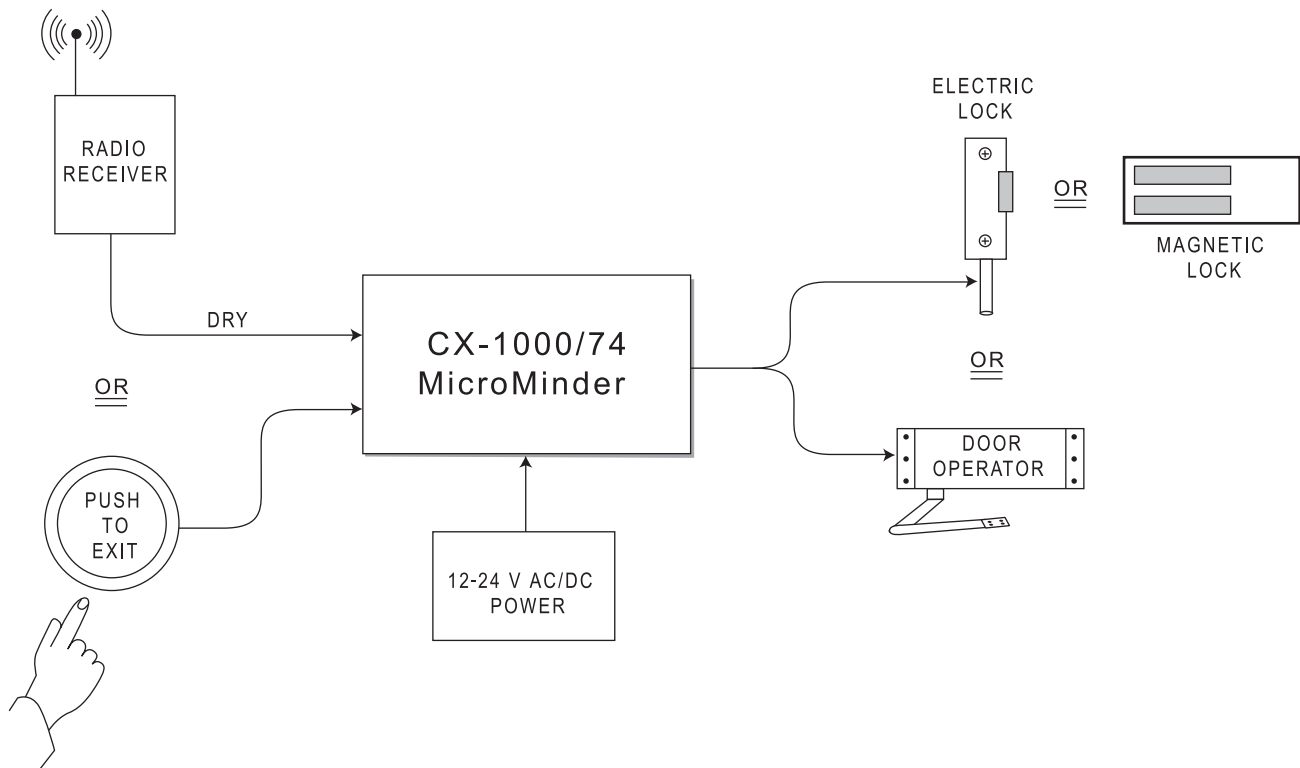 RADIO
RECEIVER
DRY
OR
PUSH
TO
EXIT
CX-1000/74
MicroMinder
12-24 V AC/DC
POWER
ELECTRIC
LOCK
OR
MAGNETIC
LOCK
OR
DOOR
OPERATOR